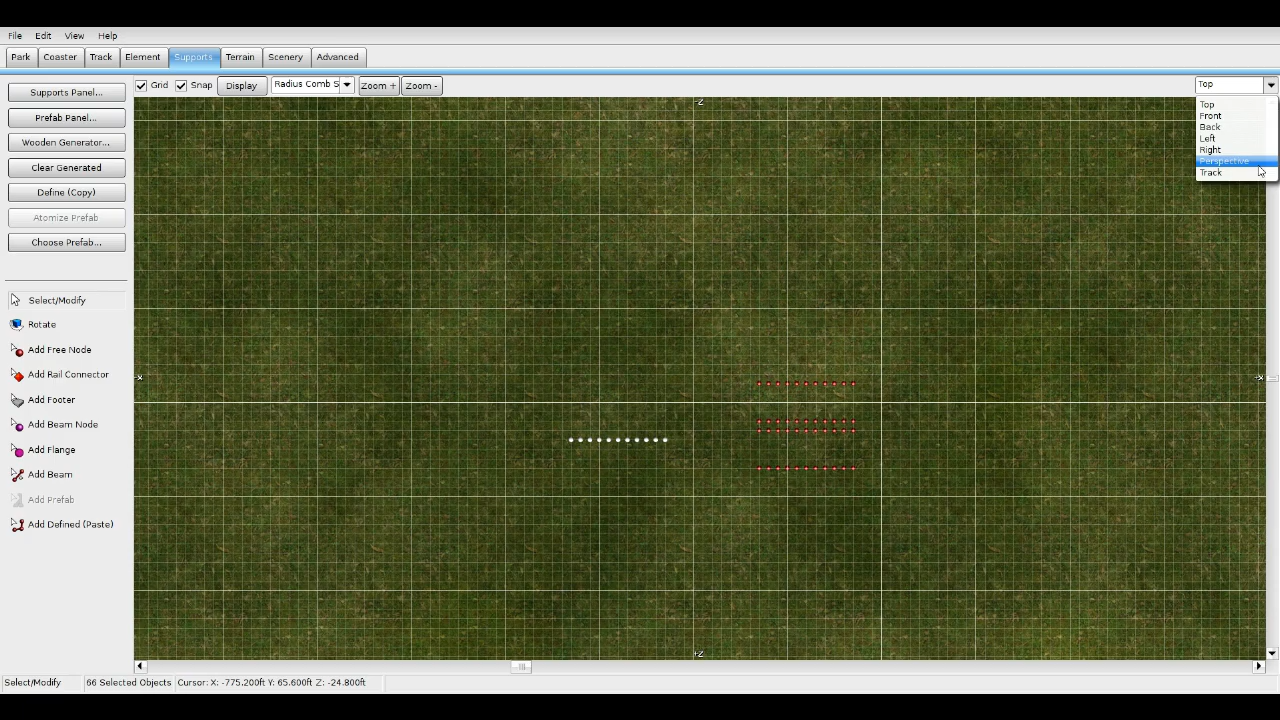 File Edit View Help
Park Coaster Track Element Supports Terrain Scenery Advanced
Supports Panel...
Prefab Panel...
Wooden Generator...
Clear Generated
Define (Copy)
Atomize Prefab
Choose Prefab...
Select/Modify
Rotate
Add Free Node
Add Rail Connector
Add Footer
Add Beam Node
Add Flange
Add Beam
Add Prefab
Add Defined (Paste)
Grid Snap Display Radius Comb S Zoom + Zoom -
Top
Top
Front
Back
Left
Right
Perspective
Track
-Z
-X
+X
+Z
Select/Modify 66 Selected Objects Cursor: X: -775.200ft Y: 65.600ft Z: -24.800ft